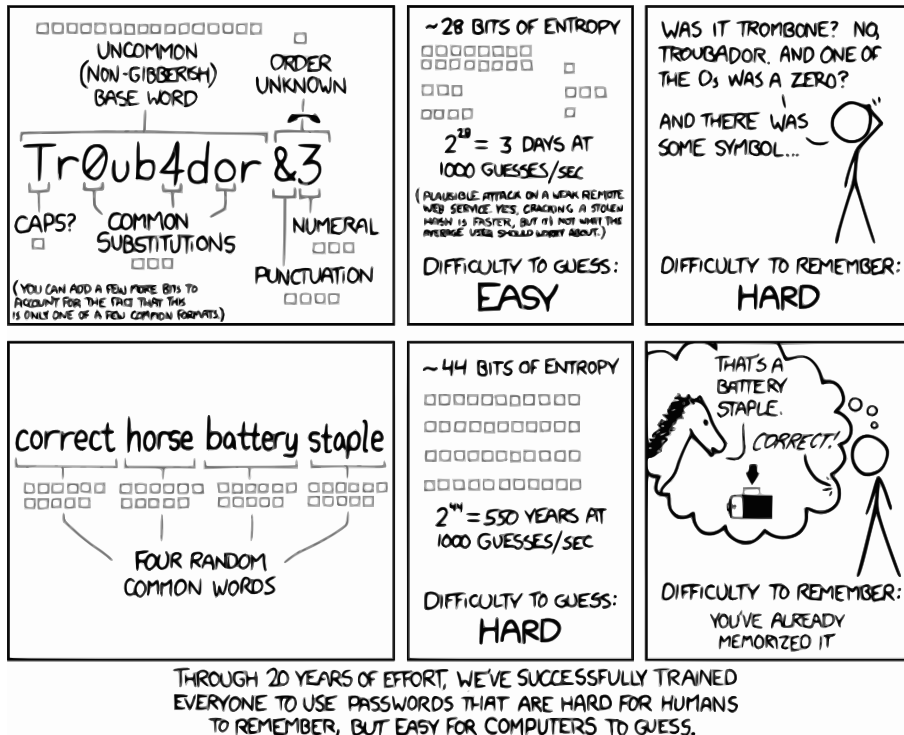 UNCOMMON
(NON-GIBBERISH)
BASE WORD
ORDER
UNKNOWN
Tr0ub4dor &3
CAPS?
COMMON
SUBSTITUTIONS
NUMERAL
PUNCTUATION
(YOU CAN ADD A FEW MORE BITS TO
ACCOUNT FOR THE FACT THAT THIS
IS ONLY ONE OF A FEW COMMON FORMATS.)
~28 BITS OF ENTROPY
2^28 = 3 DAYS AT
1000 GUESSES/SEC
(PLAUSIBLE ATTACK ON A WEAK REMOTE
WEB SERVICE. YES, CRACKING A STOLEN
HASH IS FASTER, BUT IT'S NOT WHAT THE
AVERAGE USER SHOULD WORRY ABOUT.)
DIFFICULTY TO GUESS:
EASY
WAS IT TROMBONE? NO,
TROUBADOR. AND ONE OF
THE Os WAS A ZERO?
AND THERE WAS
SOME SYMBOL...
DIFFICULTY TO REMEMBER:
HARD
correct horse battery staple
FOUR RANDOM
COMMON WORDS
~44 BITS OF ENTROPY
2^44 = 550 YEARS AT
1000 GUESSES/SEC
DIFFICULTY TO GUESS:
HARD
THAT'S A
BATTERY
STAPLE.
CORRECT!
DIFFICULTY TO REMEMBER:
YOU'VE ALREADY
MEMORIZED IT
THROUGH 20 YEARS OF EFFORT, WE'VE SUCCESSFULLY TRAINED
EVERYONE TO USE PASSWORDS THAT ARE HARD FOR HUMANS
TO REMEMBER, BUT EASY FOR COMPUTERS TO GUESS.